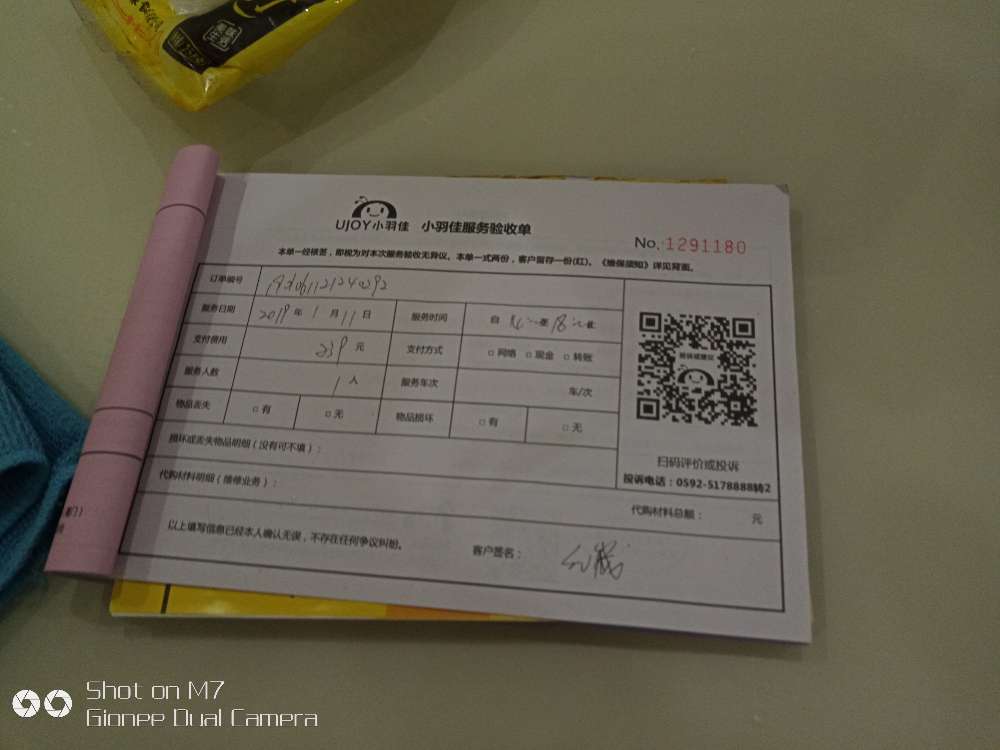 UJOY小羽佳 小羽佳服务验收单
No. 1291180
本单一经核签，即视为对本次服务验收无异议。本单一式两份，客户留存一份(红)。《维保须知》详见背面。
订单编号
服务日期 2019 年 1 月 11 日 服务时间 自 至 止
支付费用 239 元 支付方式 □ 网络 □ 现金 □ 转账
服务人数 1 人 服务车次 车/次
物品丢失 □ 有 □ 无 物品损坏 □ 有 □ 无
扫码评价或投诉
投诉电话：0592-5178888转2
损坏或丢失物品明细（没有可不填）：
代购材料明细（维修业务）：
代购材料总额： 元
以上填写信息已经本人确认无误，不存在任何争议纠纷。
客户签名：
Shot on M7
Gionee Dual Camera